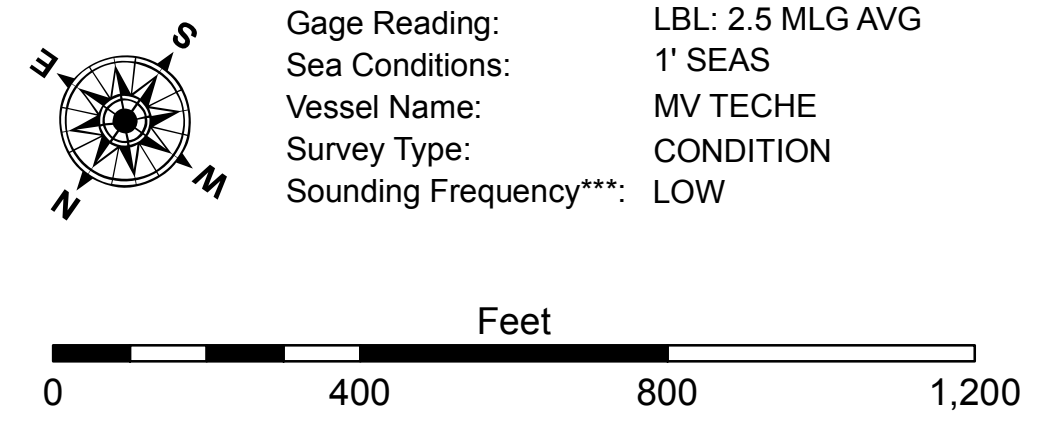 S
E
W
N
Gage Reading: LBL: 2.5 MLG AVG
Sea Conditions: 1' SEAS
Vessel Name: MV TECHE
Survey Type: CONDITION
Sounding Frequency***: LOW
Feet
0 400 800 1,200